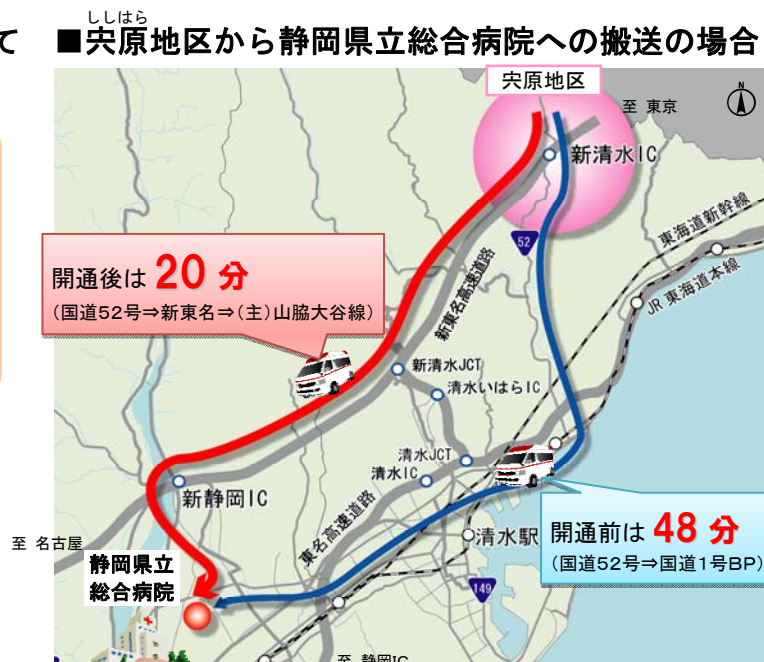 て
ししはら
■宍原地区から静岡県立総合病院への搬送の場合
宍原地区
N
至 東京
新清水IC
東海道新幹線
52
JR 東海道本線
新東名高速道路
開通後は 20 分
(国道52号⇒新東名⇒(主)山脇大谷線)
新清水JCT
清水いはらIC
清水JCT
清水IC
新静岡IC
東名高速道路
至 名古屋
清水駅
開通前は 48 分
(国道52号⇒国道1号BP)
静岡県立
総合病院
149
至 静岡IC